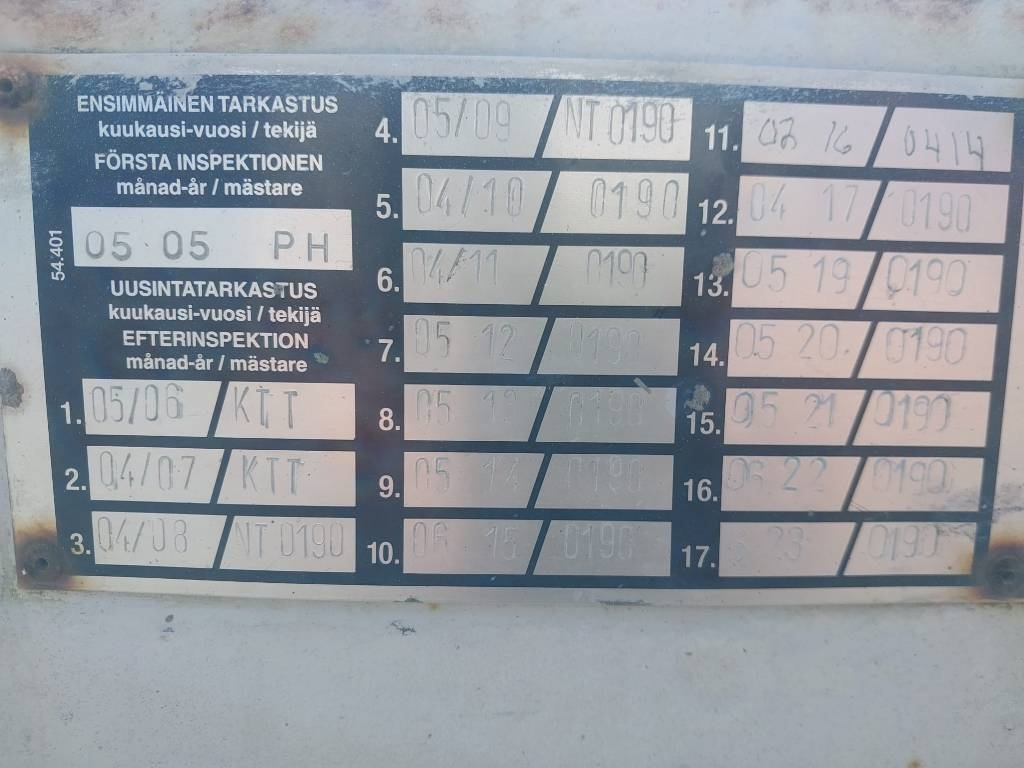 ENSIMMÄINEN TARKASTUS
kuukausi-vuosi / tekijä
FÖRSTA INSPEKTIONEN
månad-år / mästare
05 05 PH
54.401
UUSINTATARKASTUS
kuukausi-vuosi / tekijä
EFTERINSPEKTION
månad-år / mästare
1. 05/06 / KTT
2. 04/07 / KTT
3. 04/08 / NT 0190
4. 05/09 / NT 0190
5. 04/10 / 0190
6. 04/11 / 0190
7. 05 12 / 0190
8. 05 13 / 0190
9. 05 14 / 0190
10. 06 15 / 0190
11. 02 16 / 0414
12. 04 17 / 0190
13. 05 19 / 0190
14. 05 20 / 0190
15. 05 21 / 0190
16. 06 22 / 0190
17. 23 / 0190